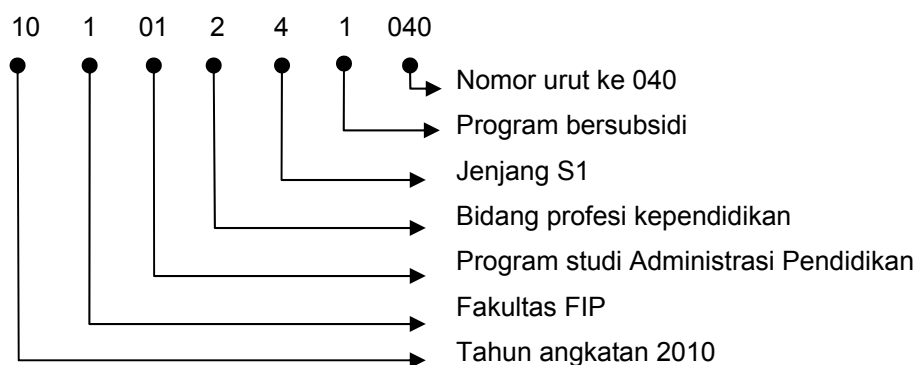 10 1 01 2 4 1 040
Nomor urut ke 040
Program bersubsidi
Jenjang S1
Bidang profesi kependidikan
Program studi Administrasi Pendidikan
Fakultas FIP
Tahun angkatan 2010